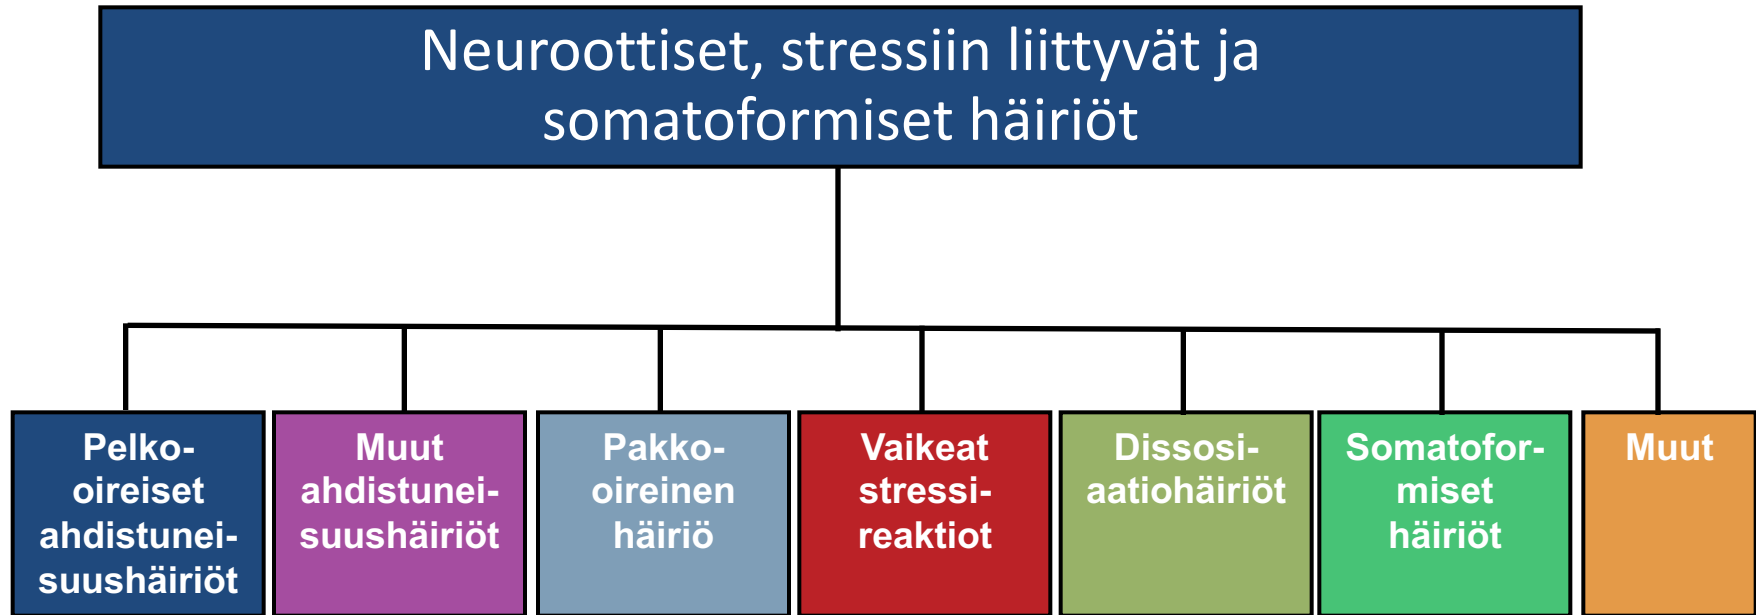 Neuroottiset, stressiin liittyvät ja
somatoformiset häiriöt
Pelko-
oireiset
ahdistunei-
suushäiriöt
Muut
ahdistunei-
suushäiriöt
Pakko-
oireinen
häiriö
Vaikeat
stressi-
reaktiot
Dissosi-
aatiohäiriöt
Somatofor-
miset
häiriöt
Muut